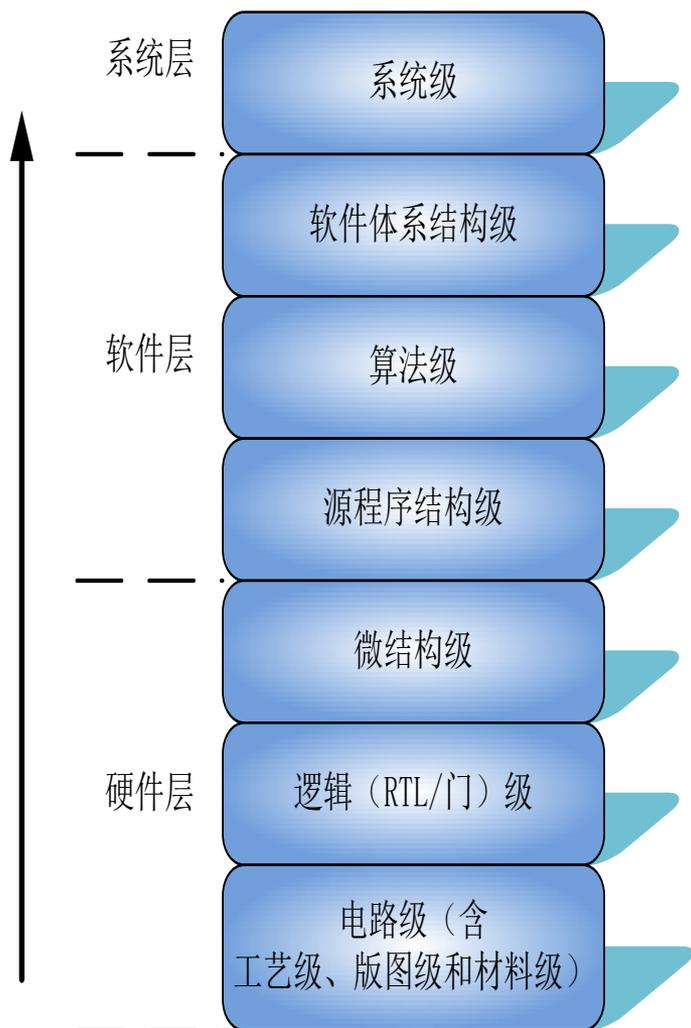 系统层
系统级
软件体系结构级
软件层
算法级
源程序结构级
微结构级
硬件层
逻辑（RTL/门）级
电路级（含
工艺级、版图级和材料级）